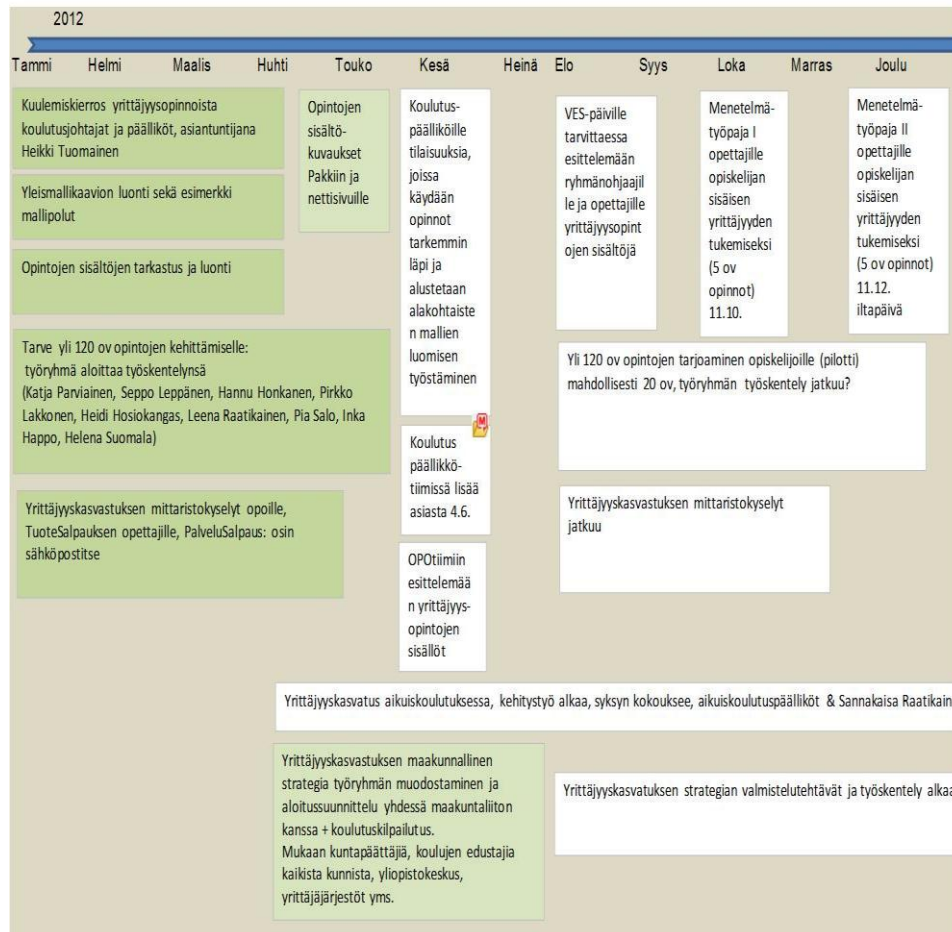 2012
Tammi Helmi Maalis Huhti Touko Kesä Heinä Elo Syys Loka Marras Joulu
Kuulemiskierros yrittäjyysopinnoista
koulutusjohtajat ja päälliköt, asiantuntijana
Heikki Tuomainen
Yleismallikaavion luonti sekä esimerkki
mallipolut
Opintojen sisältöjen tarkastus ja luonti
Opintojen
sisältö-
kuvaukset
Pakkiin ja
nettisivuille
Koulutus-
päälliköille
tilaisuuksia,
joissa
käydään
opinnot
tarkemmin
läpi ja
alustetaan
alakohtaiste
n mallien
luomisen
työstäminen
VES-päiville
tarvittaessa
esittelemään
ryhmänohjaajil
le ja opettajille
yrittäjyysopint
ojen sisältöjä
Menetelmä-
työpaja I
opettajille
opiskelijan
sisäisen
yrittäjyyden
tukemiseksi
(5 ov
opinnot)
11.10.
Menetelmä-
työpaja II
opettajille
opiskelijan
sisäisen
yrittäjyyden
tukemiseksi
(5 ov opinnot)
11.12.
iltapäivä
Tarve yli 120 ov opintojen kehittämiselle:
työryhmä aloittaa työskentelynsä
(Katja Parviainen, Seppo Leppänen, Hannu Honkanen, Pirkko
Lakkonen, Heidi Hosiokangas, Leena Raatikainen, Pia Salo, Inka
Happo, Helena Suomala)
Yli 120 ov opintojen tarjoaminen opiskelijoille (pilotti)
mahdollisesti 20 ov, työryhmän työskentely jatkuu?
Koulutus
päällikkö-
tiimissä lisää
asiasta 4.6.
Yrittäjyyskasvastuksen mittaristokyselyt opoille,
TuoteSalpauksen opettajille, PalveluSalpaus: osin
sähköpostitse
Yrittäjyyskasvastuksen mittaristokyselyt
jatkuu
OPOtiimiin
esittelemää
n yrittäjyys-
opintojen
sisällöt
Yrittäjyyskasvatus aikuiskoulutuksessa, kehitystyö alkaa, syksyn kokouksee, aikuiskoulutuspäälliköt & Sannakaisa Raatikain
Yrittäjyyskasvastuksen maakunnallinen
strategia työryhmän muodostaminen ja
aloitussuunnittelu yhdessä maakuntaliiton
kanssa + koulutuskilpailutus.
Mukaan kuntapäättäjiä, koulujen edustajia
kaikista kunnista, yliopistokeskus,
yrittäjäjärjestöt yms.
Yrittäjyyskasvatuksen strategian valmistelutehtävät ja työskentely alkaa